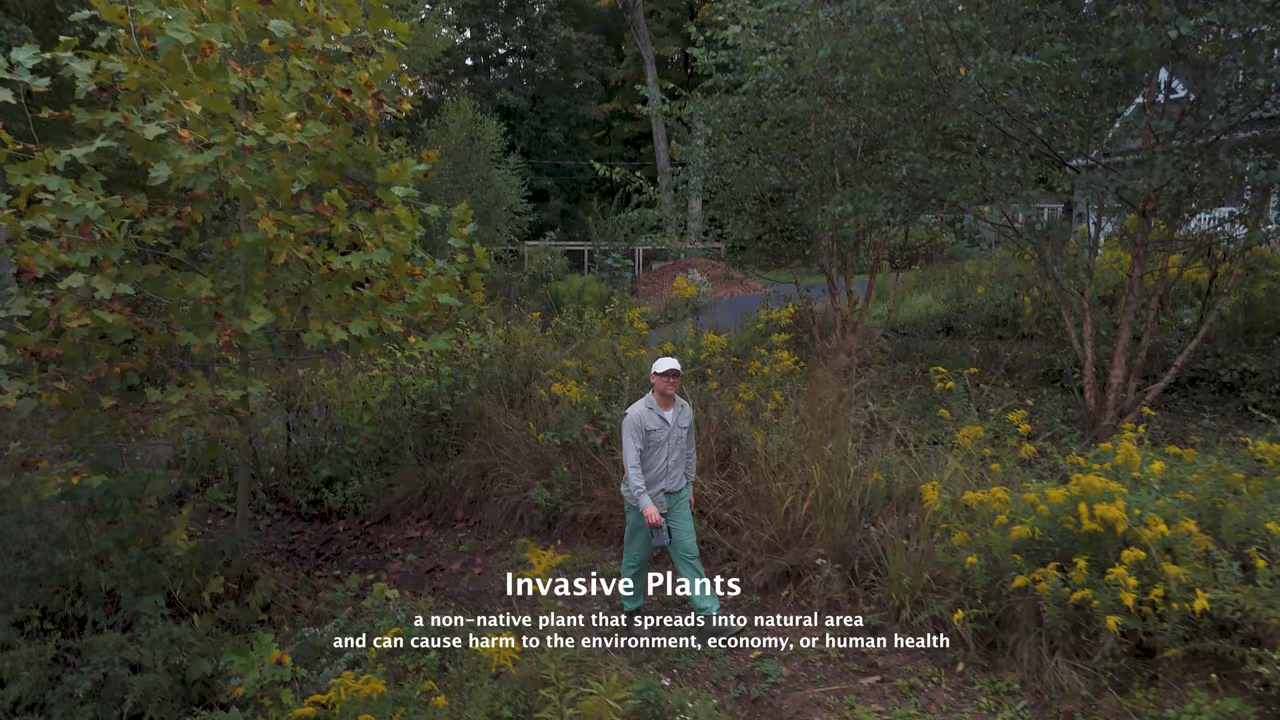 Invasive Plants
a non-native plant that spreads into natural area
and can cause harm to the environment, economy, or human health